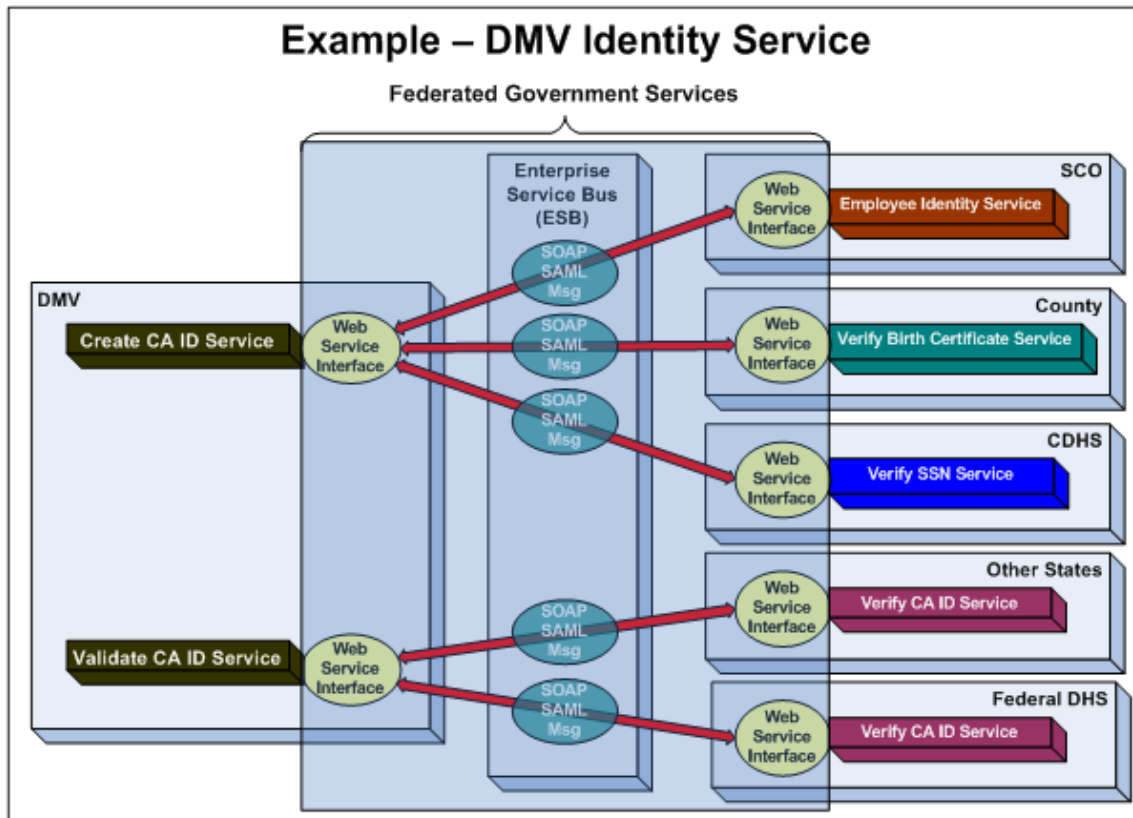 Example – DMV Identity Service
Federated Government Services
Enterprise
Service Bus
(ESB)
SCO
Web
Service
Interface
Employee Identity Service
SOAP
SAML
Msg
DMV
Create CA ID Service
Web
Service
Interface
SOAP
SAML
Msg
County
Web
Service
Interface
Verify Birth Certificate Service
SOAP
SAML
Msg
CDHS
Web
Service
Interface
Verify SSN Service
Other States
Web
Service
Interface
Verify CA ID Service
SOAP
SAML
Msg
Validate CA ID Service
Web
Service
Interface
SOAP
SAML
Msg
Federal DHS
Web
Service
Interface
Verify CA ID Service